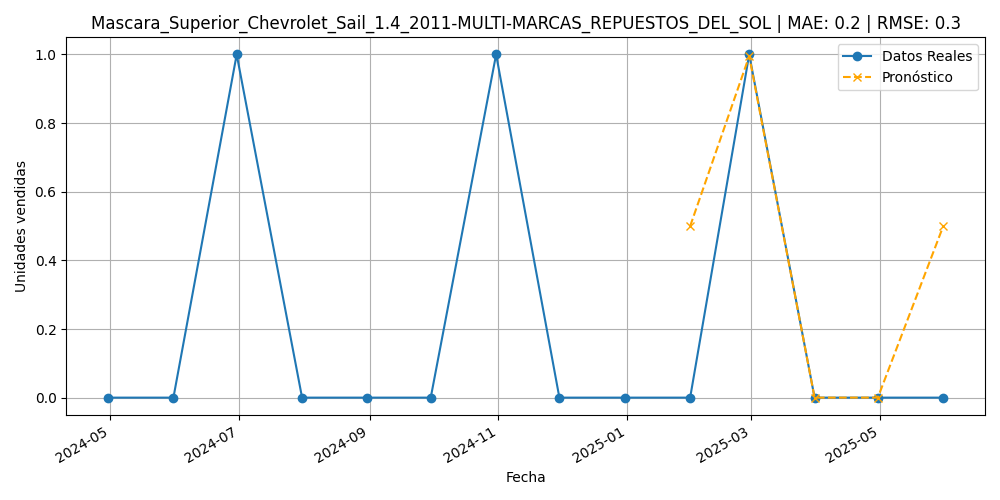 Mascara_Superior_Chevrolet_Sail_1.4_2011-MULTI-MARCAS_REPUESTOS_DEL_SOL | MAE: 0.2 | RMSE: 0.3
Datos Reales
Pronóstico
Unidades vendidas
1.0
0.8
0.6
0.4
0.2
0.0
2024-05
2024-07
2024-09
2024-11
2025-01
2025-03
2025-05
Fecha